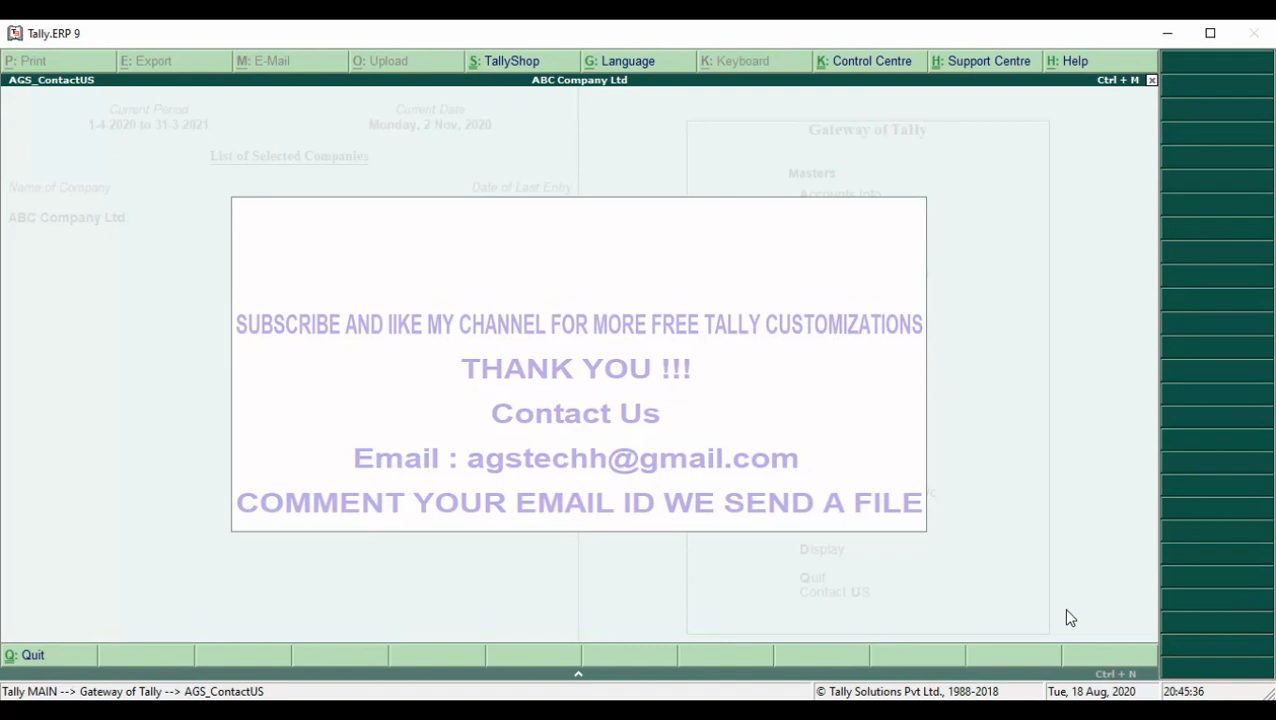 Tally.ERP 9
P: Print E: Export M: E-Mail O: Upload S: TallyShop G: Language K: Keyboard K: Control Centre H: Support Centre H: Help
AGS_ContactUS ABC Company Ltd Ctrl + M
Current Period Current Date
1-4-2020 to 31-3-2021 Monday, 2 Nov, 2020
List of Selected Companies
Name of Company Date of Last Entry
ABC Company Ltd
Gateway of Tally
Masters
Accounts Info.
SUBSCRIBE AND lIKE MY CHANNEL FOR MORE FREE TALLY CUSTOMIZATIONS
THANK YOU !!!
Contact Us
Email : agstechh@gmail.com
COMMENT YOUR EMAIL ID WE SEND A FILE
Display
Quit
Contact US
Q: Quit
Ctrl + N
Tally MAIN --> Gateway of Tally --> AGS_ContactUS © Tally Solutions Pvt Ltd., 1988-2018 Tue, 18 Aug, 2020 20:45:36